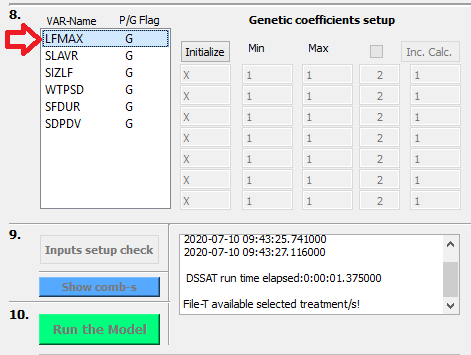 8.
VAR-Name P/G Flag
LFMAX G
SLAVR G
SIZLF G
WTPSD G
SFDUR G
SDPDV G
Genetic coefficients setup
Initialize Min Max Inc. Calc.
X 1 1 2 1
X 1 1 2 1
X 1 1 2 1
X 1 1 2 1
X 1 1 2 1
X 1 1 2 1
9.
Inputs setup check
Show comb-s
10.
Run the Model
2020-07-10 09:43:25.741000
2020-07-10 09:43:27.116000
DSSAT run time elapsed:0:00:01.375000
File-T available selected treatment/s!